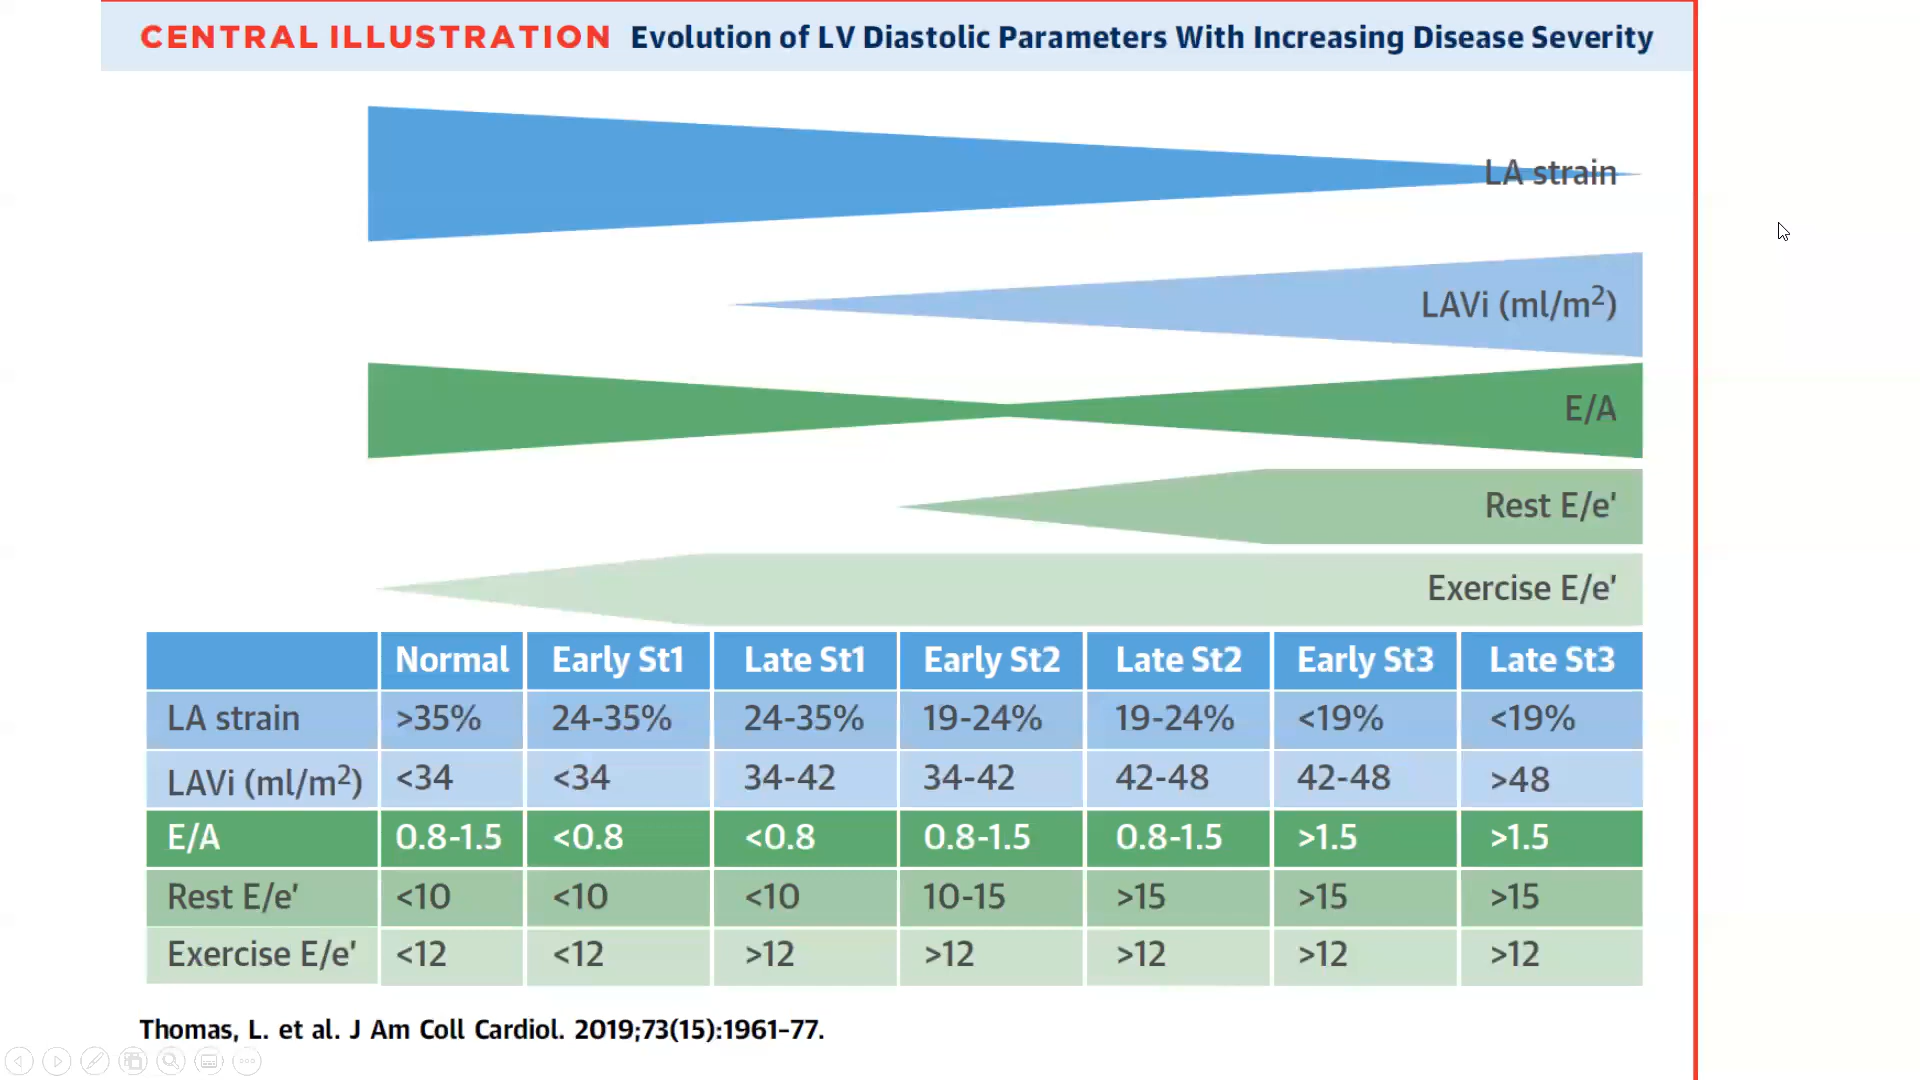 CENTRAL ILLUSTRATION Evolution of LV Diastolic Parameters With Increasing Disease Severity
LA strain
LAVi (ml/m²)
E/A
Rest E/e′
Exercise E/e′
Normal Early St1 Late St1 Early St2 Late St2 Early St3 Late St3
LA strain >35% 24-35% 24-35% 19-24% 19-24% <19% <19%
LAVi (ml/m²) <34 <34 34-42 34-42 42-48 42-48 >48
E/A 0.8-1.5 <0.8 <0.8 0.8-1.5 0.8-1.5 >1.5 >1.5
Rest E/e′ <10 <10 <10 10-15 >15 >15 >15
Exercise E/e′ <12 <12 >12 >12 >12 >12 >12
Thomas, L. et al. J Am Coll Cardiol. 2019;73(15):1961–77.